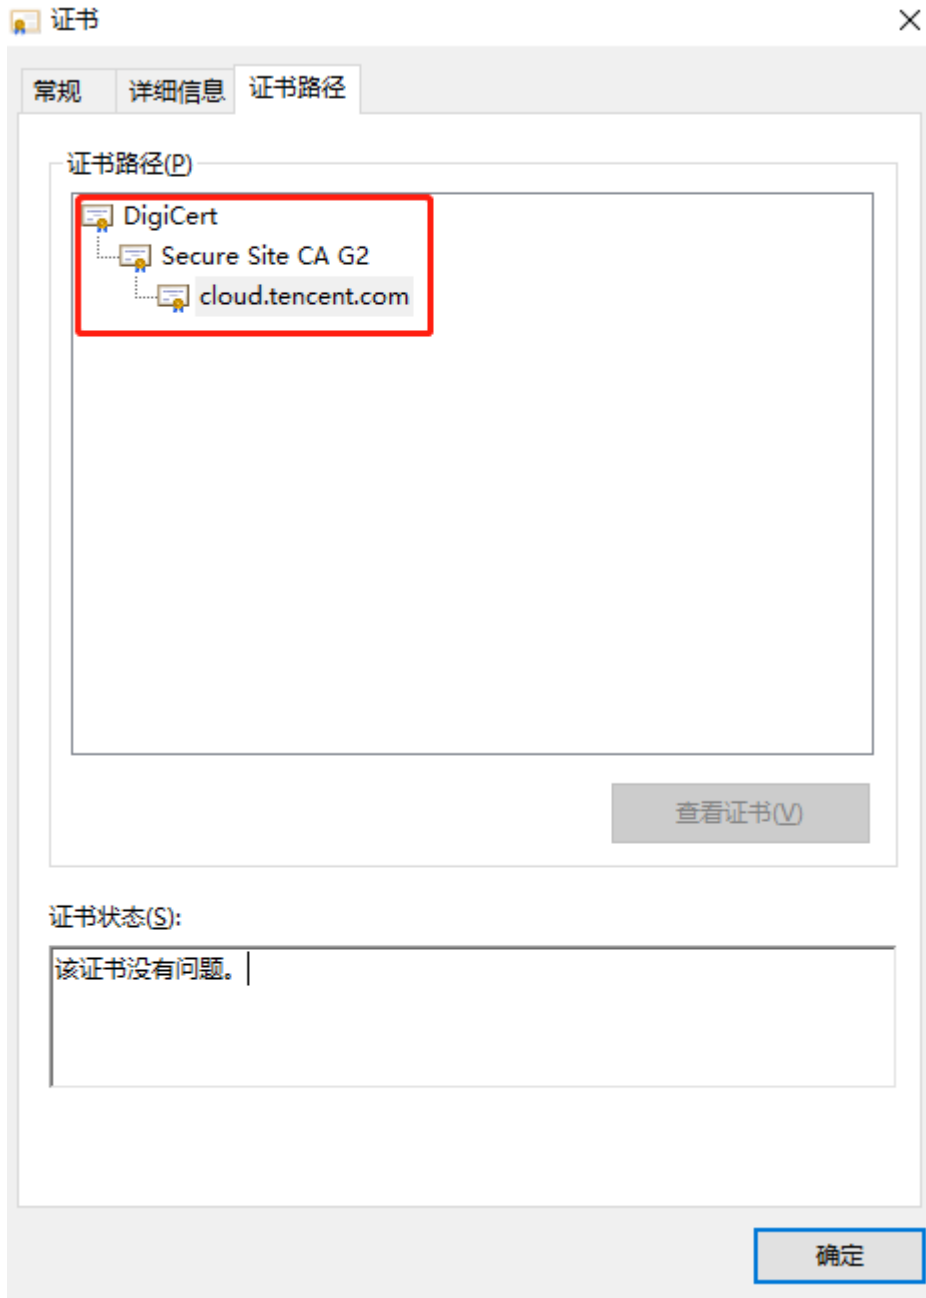 证书
常规 详细信息 证书路径
证书路径(P)
DigiCert
Secure Site CA G2
cloud.tencent.com
查看证书(V)
证书状态(S):
该证书没有问题。
确定